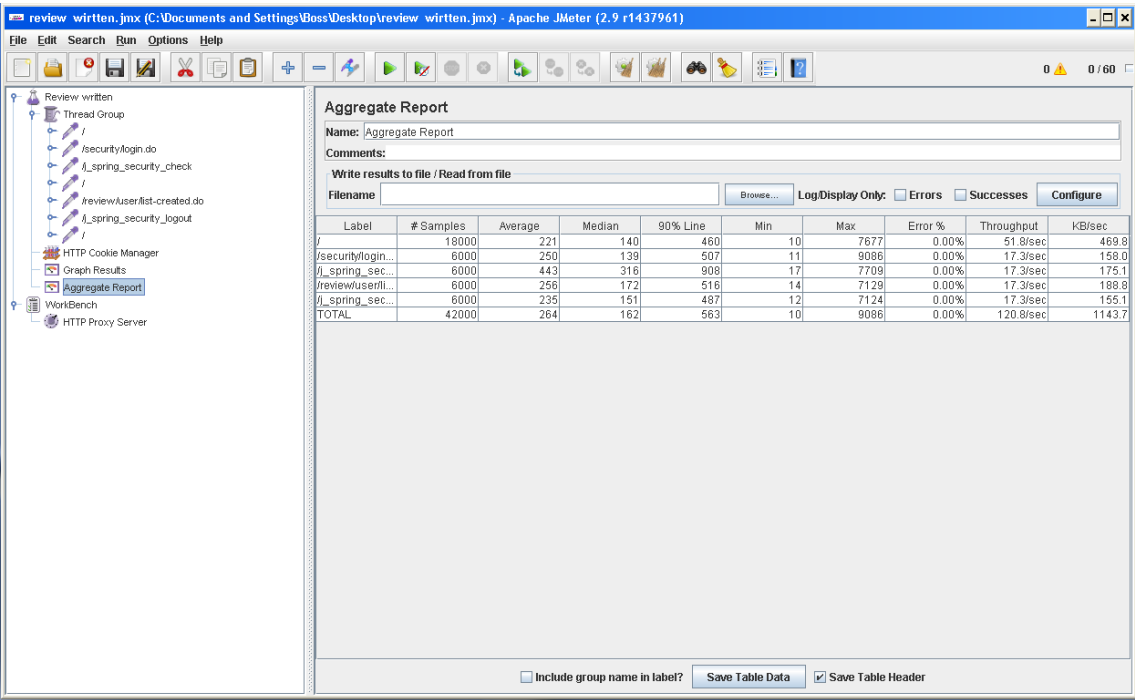 review wirtten.jmx (C:\Documents and Settings\Boss\Desktop\review wirtten.jmx) - Apache JMeter (2.9 r1437961)
File Edit Search Run Options Help
0 0 / 60
Review written
Thread Group
/
/security/login.do
/j_spring_security_check
/
/review/user/list-created.do
/j_spring_security_logout
/
HTTP Cookie Manager
Graph Results
Aggregate Report
WorkBench
HTTP Proxy Server
Aggregate Report
Name: Aggregate Report
Comments:
Write results to file / Read from file
Filename Browse... Log/Display Only: Errors Successes Configure
Label # Samples Average Median 90% Line Min Max Error % Throughput KB/sec
/ 18000 221 140 460 10 7677 0.00% 51.8/sec 469.8
/security/login... 6000 250 139 507 11 9086 0.00% 17.3/sec 158.0
/j_spring_sec... 6000 443 316 908 17 7709 0.00% 17.3/sec 175.1
/review/user/li... 6000 256 172 516 14 7129 0.00% 17.3/sec 188.8
/j_spring_sec... 6000 235 151 487 12 7124 0.00% 17.3/sec 155.1
TOTAL 42000 264 162 563 10 9086 0.00% 120.8/sec 1143.7
Include group name in label? Save Table Data Save Table Header